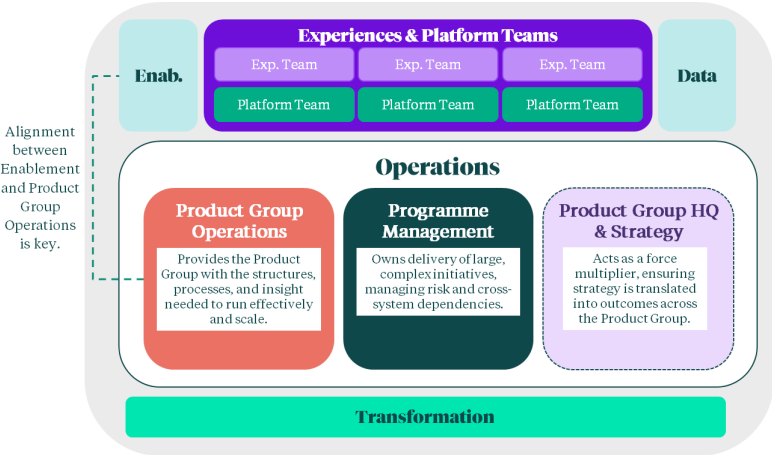 Experiences & Platform Teams
Enab.
Exp. Team
Exp. Team
Exp. Team
Data
Platform Team
Platform Team
Platform Team
Alignment
between
Enablement
and Product
Group
Operations
is key.
Operations
Product Group
Operations
Provides the Product
Group with the structures,
processes, and insight
needed to run effectively
and scale.
Programme
Management
Owns delivery of large,
complex initiatives,
managing risk and cross-
system dependencies.
Product Group HQ
& Strategy
Acts as a force
multiplier, ensuring
strategy is translated
into outcomes across
the Product Group.
Transformation